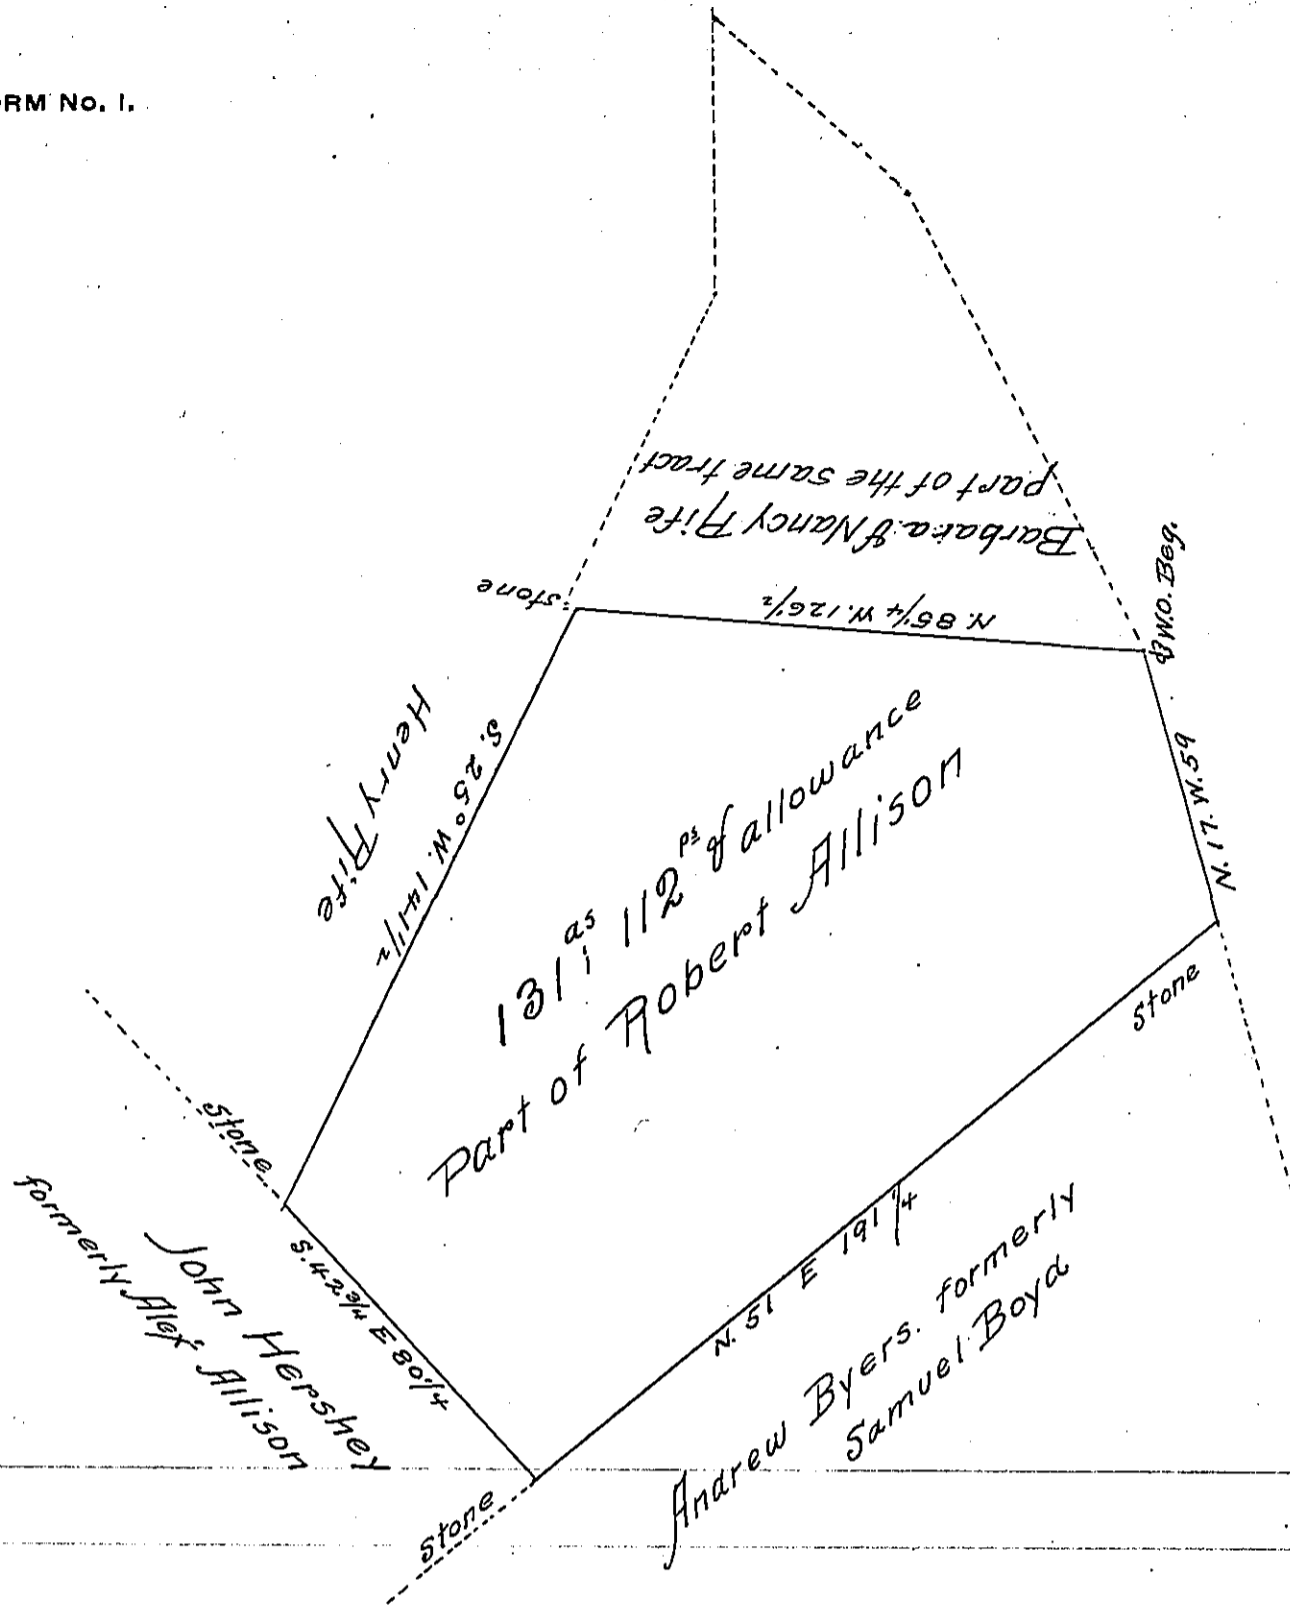 RM No. 1.
part of the same tract
Barbara & Nancy Rife
N. 85 1/4 W. 126 1/2
stone
W.O. Beg.
Henry Rife
S. 25° W. 141 1/2
N. 17. W. 59
131 as 112 ps & allowance
Part of Robert Allison
Stone
Stone
S. 42 3/4 E 80 1/4
John Hershey
formerly Alex. Allison
N. 51 E 191 1/4
Andrew Byers. formerly
Samuel Boyd
Stone